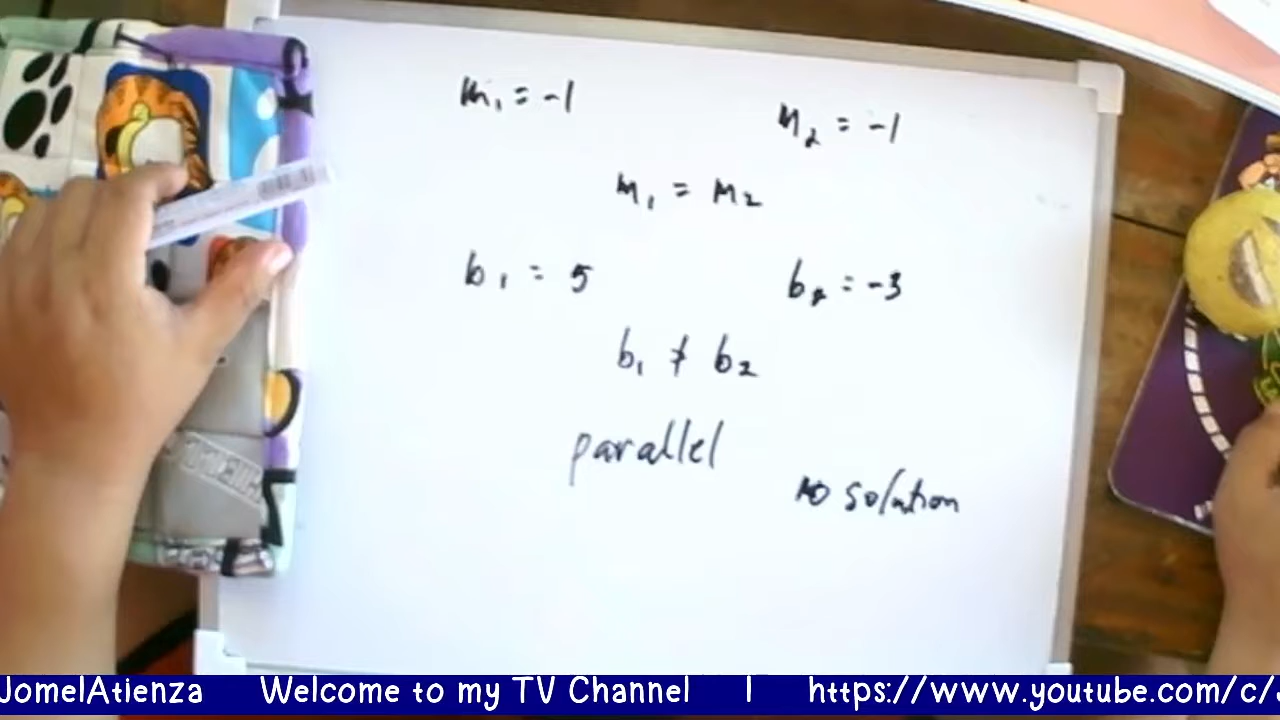 m₁ = -1
m₂ = -1
m₁ = m₂
b₁ = 5
b₂ = -3
b₁ ≠ b₂
parallel
no solution
JomelAtienza Welcome to my TV Channel | https://www.youtube.com/c/